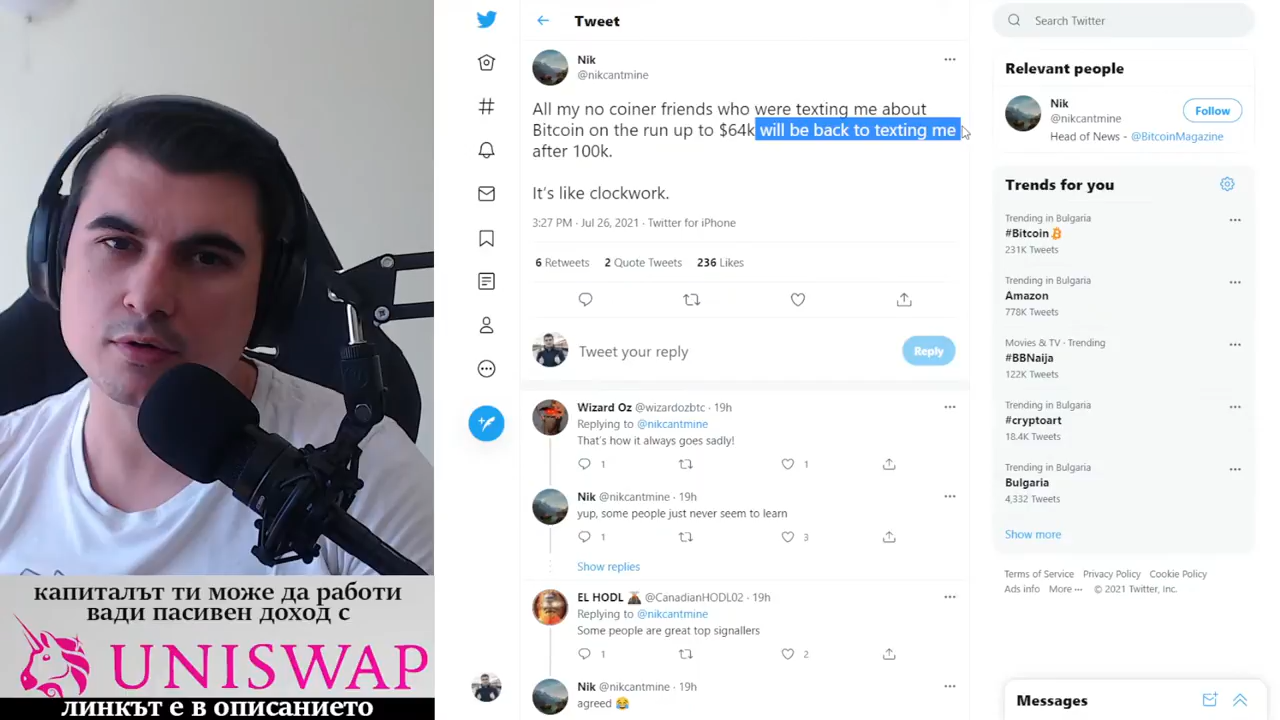 Tweet
Nik
@nikcantmine
All my no coiner friends who were texting me about
Bitcoin on the run up to $64k will be back to texting me
after 100k.
It's like clockwork.
3:27 PM · Jul 26, 2021 · Twitter for iPhone
6 Retweets 2 Quote Tweets 236 Likes
Tweet your reply
Reply
Wizard Oz @wizardozbtc · 19h
Replying to @nikcantmine
That's how it always goes sadly!
1 1
Nik @nikcantmine · 19h
yup, some people just never seem to learn
1 3
Show replies
EL HODL @CanadianHODL02 · 19h
Replying to @nikcantmine
Some people are great top signallers
1 2
Nik @nikcantmine · 19h
agreed
Search Twitter
Relevant people
Nik
@nikcantmine
Follow
Head of News - @BitcoinMagazine
Trends for you
Trending in Bulgaria
#Bitcoin
231K Tweets
Trending in Bulgaria
Amazon
778K Tweets
Movies & TV · Trending
#BBNaija
122K Tweets
Trending in Bulgaria
#cryptoart
18.4K Tweets
Trending in Bulgaria
Bulgaria
4,332 Tweets
Show more
Terms of Service Privacy Policy Cookie Policy
Ads info More © 2021 Twitter, Inc.
Messages
капиталът ти може да работи
вади пасивен доход с
UNISWAP
линкът е в описанието